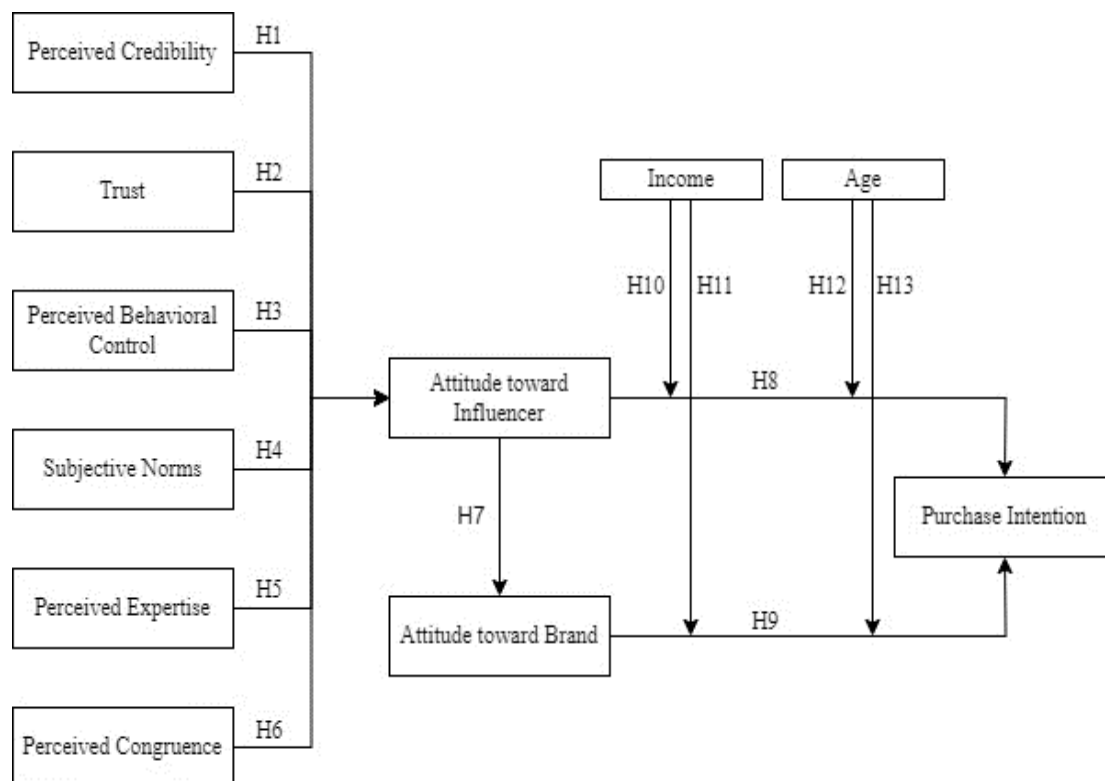 H1
Perceived Credibility
H2
Trust
Income
Age
H3
Perceived Behavioral
Control
H10
H11
H12
H13
Attitude toward
Influencer
H8
H4
Subjective Norms
H7
Purchase Intention
H5
Perceived Expertise
Attitude toward Brand
H9
H6
Perceived Congruence